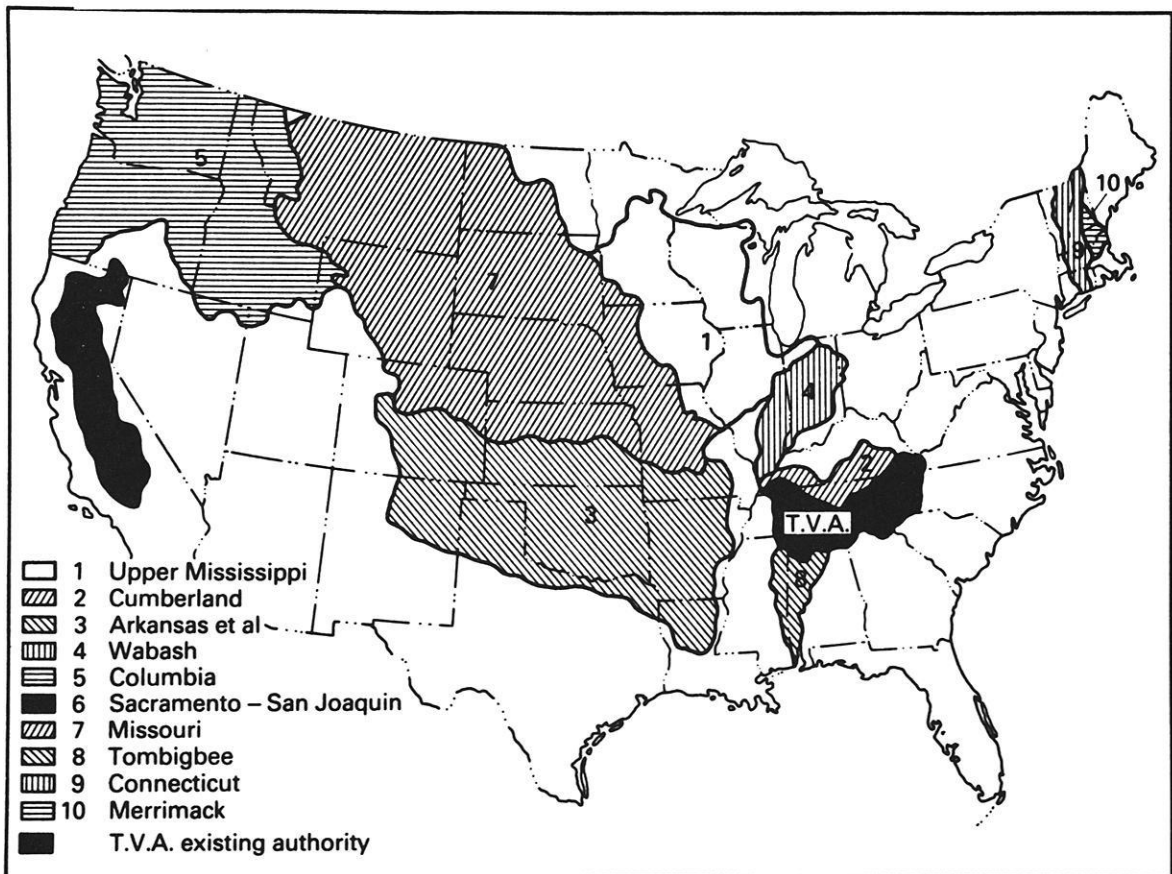 5
10
7
9
1
4
2
T.V.A.
3
8
1 Upper Mississippi
2 Cumberland
3 Arkansas et al
4 Wabash
5 Columbia
6 Sacramento – San Joaquin
7 Missouri
8 Tombigbee
9 Connecticut
10 Merrimack
T.V.A. existing authority